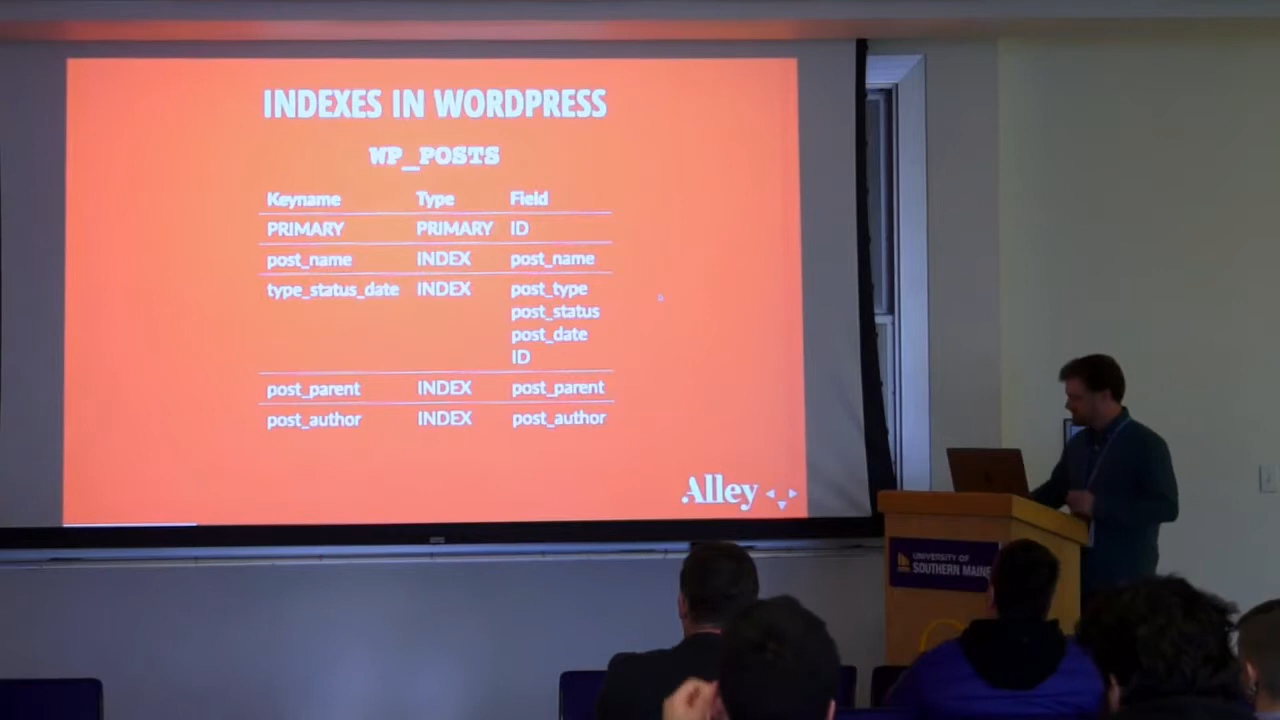 INDEXES IN WORDPRESS
WP_POSTS
Keyname Type Field
PRIMARY PRIMARY ID
post_name INDEX post_name
type_status_date INDEX post_type
post_status
post_date
ID
post_parent INDEX post_parent
post_author INDEX post_author
Alley
UNIVERSITY OF
SOUTHERN MAINE